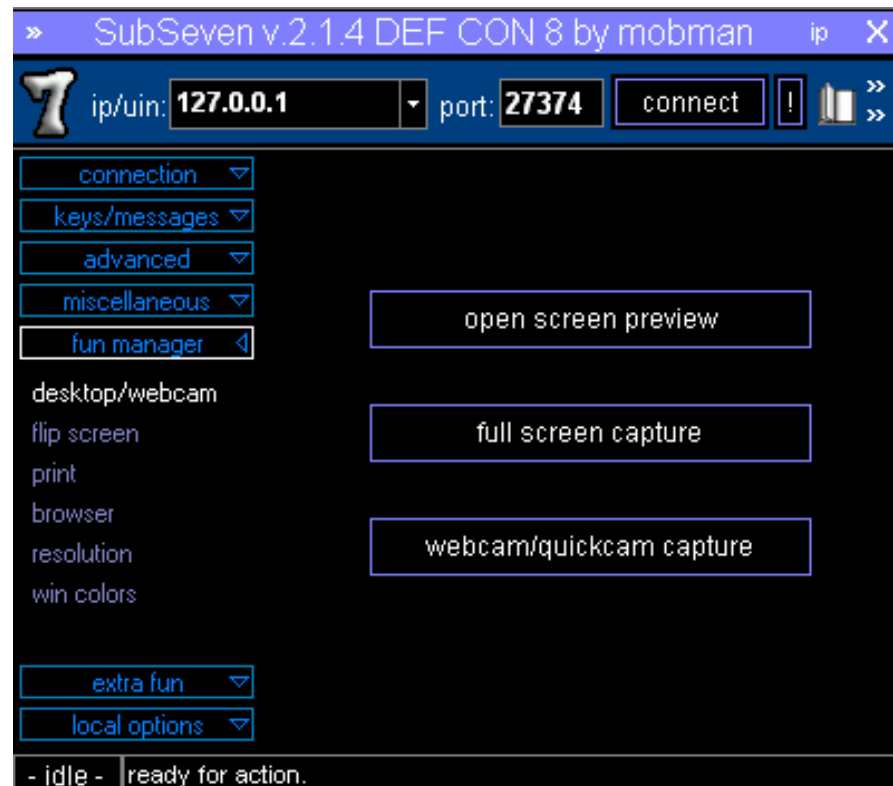 » SubSeven v.2.1.4 DEF CON 8 by mobman ip X
7 ip/uin: 127.0.0.1 port: 27374 connect ! »
»
connection
keys/messages
advanced
miscellaneous
fun manager
desktop/webcam
flip screen
print
browser
resolution
win colors
extra fun
local options
open screen preview
full screen capture
webcam/quickcam capture
- idle - ready for action.